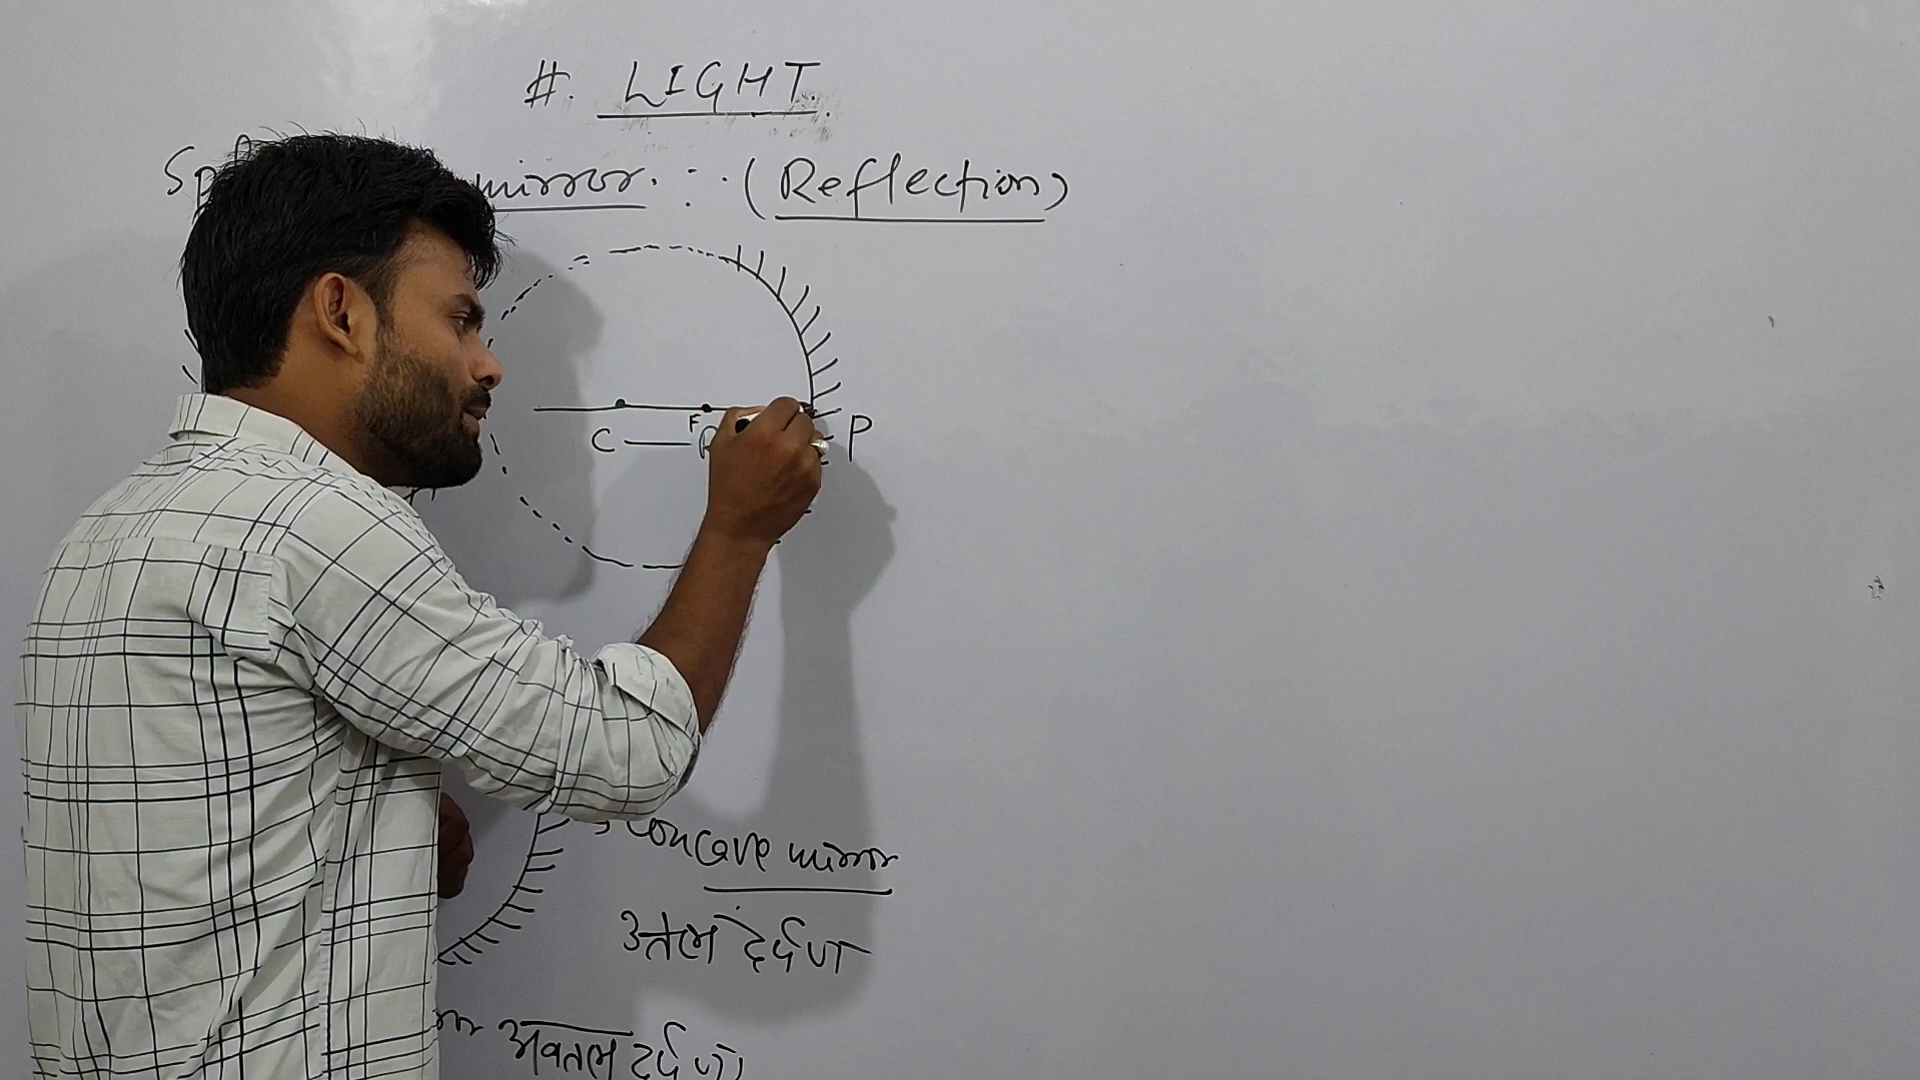 #. LIGHT.
mirror. : (Reflection)
F
C P
concave mirror
उत्तल दर्पण
अवतल दर्पण